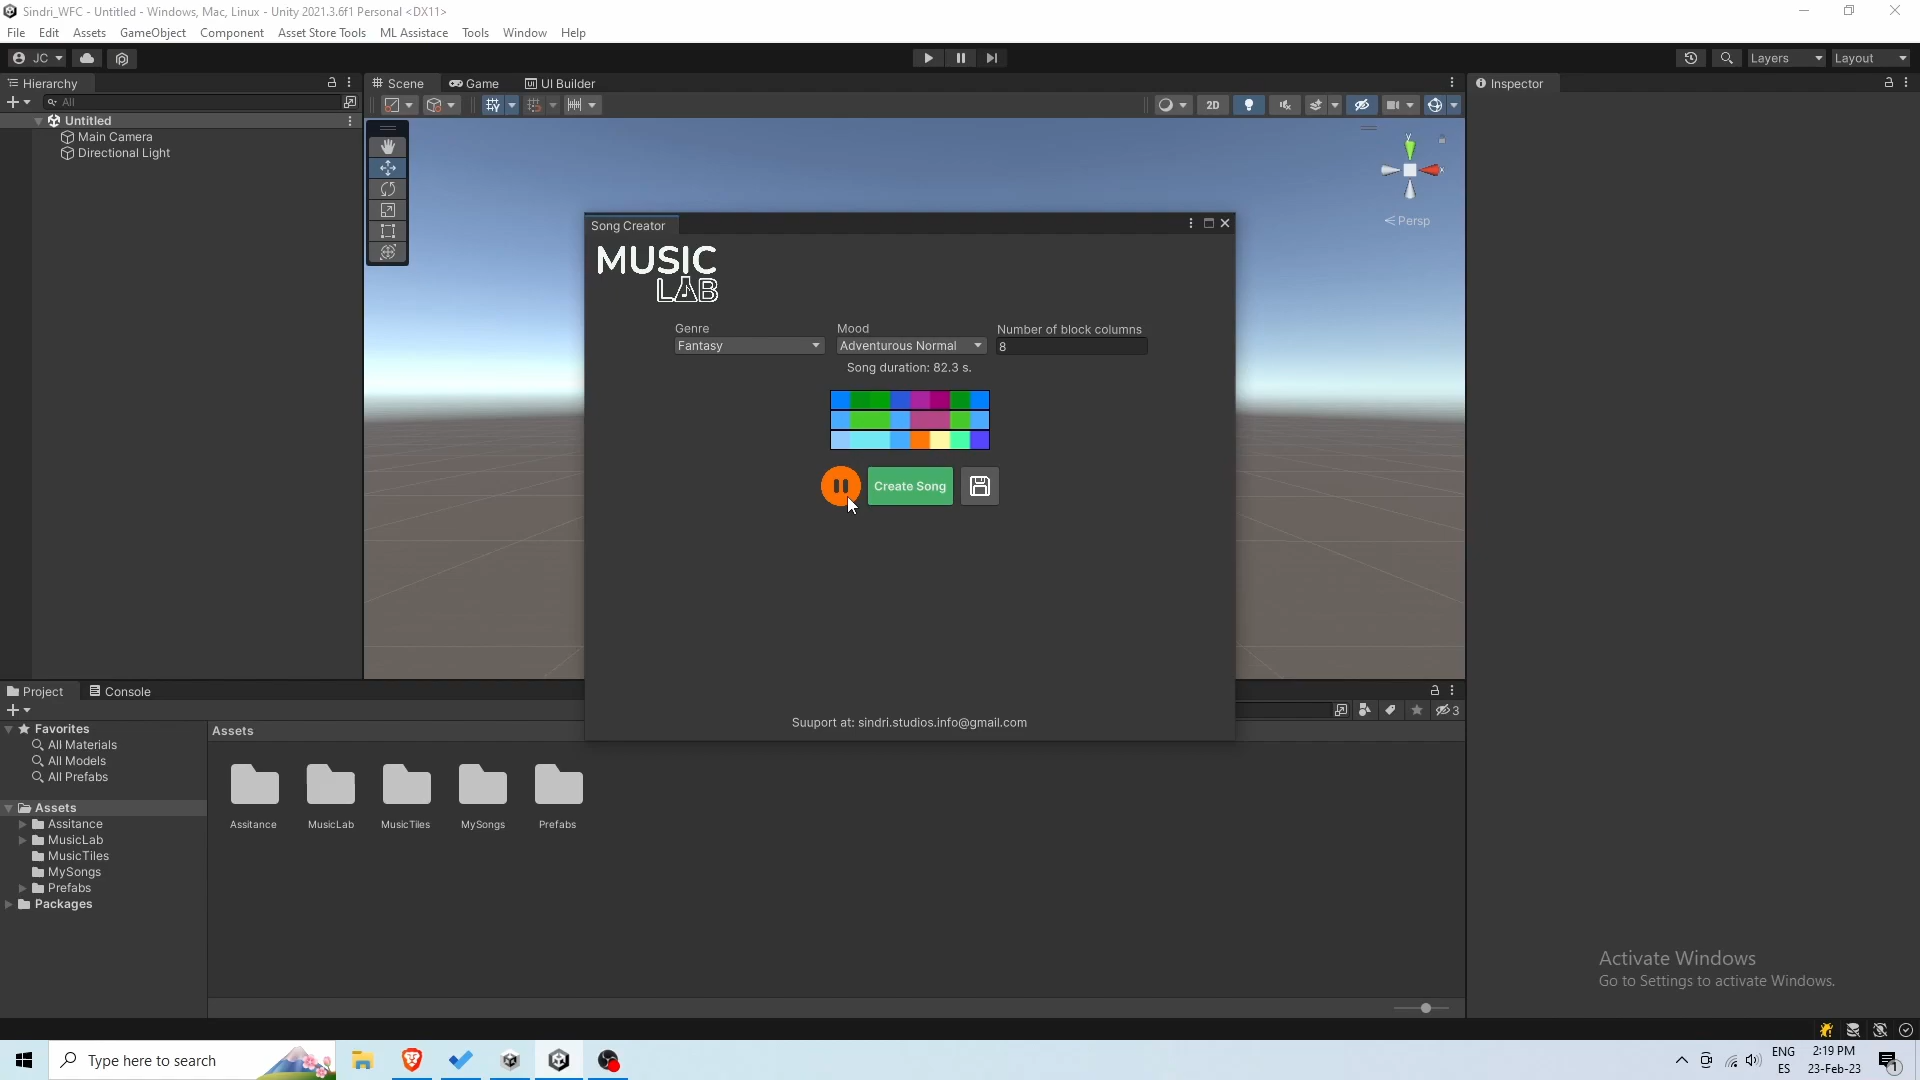 Sindri_WFC - Untitled - Windows, Mac, Linux - Unity 2021.3.6f1 Personal <DX11>
File Edit Assets GameObject Component Asset Store Tools ML Assistace Tools Window Help
JC Layers Layout
Hierarchy Scene Game UI Builder Inspector
All 2D
Untitled
Main Camera
Directional Light
y
x
Persp
Song Creator
MUSIC
LAB
Genre Mood Number of block columns
Fantasy Adventurous Normal 8
Song duration: 82.3 s.
Create Song
Suuport at: sindri.studios.info@gmail.com
Project Console
3
Favorites
All Materials
All Models
All Prefabs
Assets
Assitance
MusicLab
MusicTiles
MySongs
Prefabs
Packages
Assets
Assitance MusicLab MusicTiles MySongs Prefabs
Activate Windows
Go to Settings to activate Windows.
Type here to search
ENG
ES
2:19 PM
23-Feb-23
1